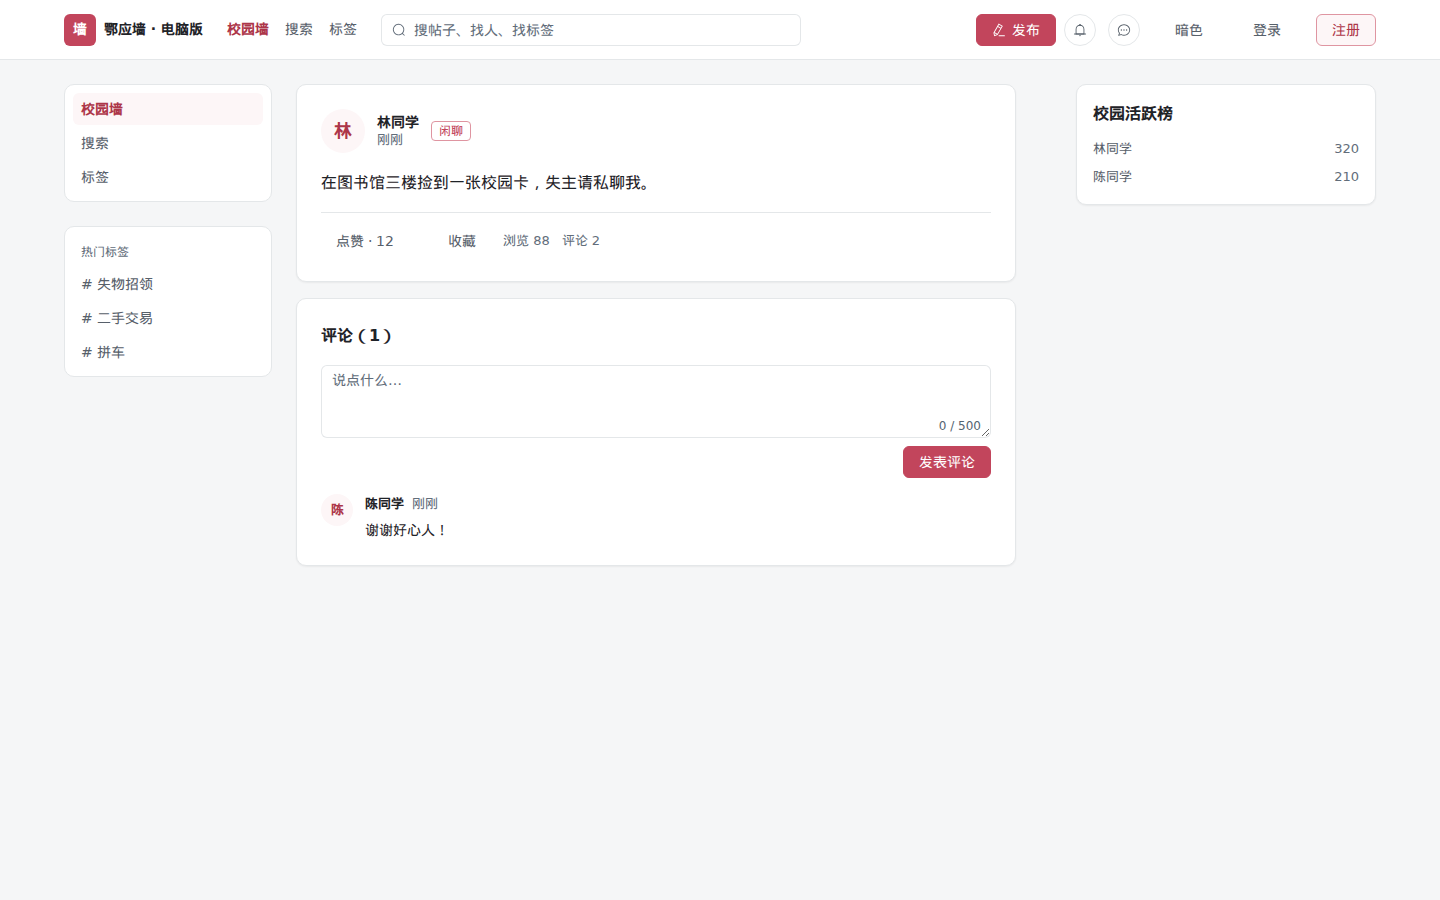 墙 鄂应墙 · 电脑版 校园墙 搜索 标签 搜帖子、找人、找标签 发布 暗色 登录 注册
校园墙
搜索
标签
热门标签
# 失物招领
# 二手交易
# 拼车
林 林同学 闲聊
刚刚
在图书馆三楼捡到一张校园卡，失主请私聊我。
点赞 · 12 收藏 浏览 88 评论 2
评论（1）
说点什么...
0 / 500
发表评论
陈 陈同学 刚刚
谢谢好心人！
校园活跃榜
林同学 320
陈同学 210